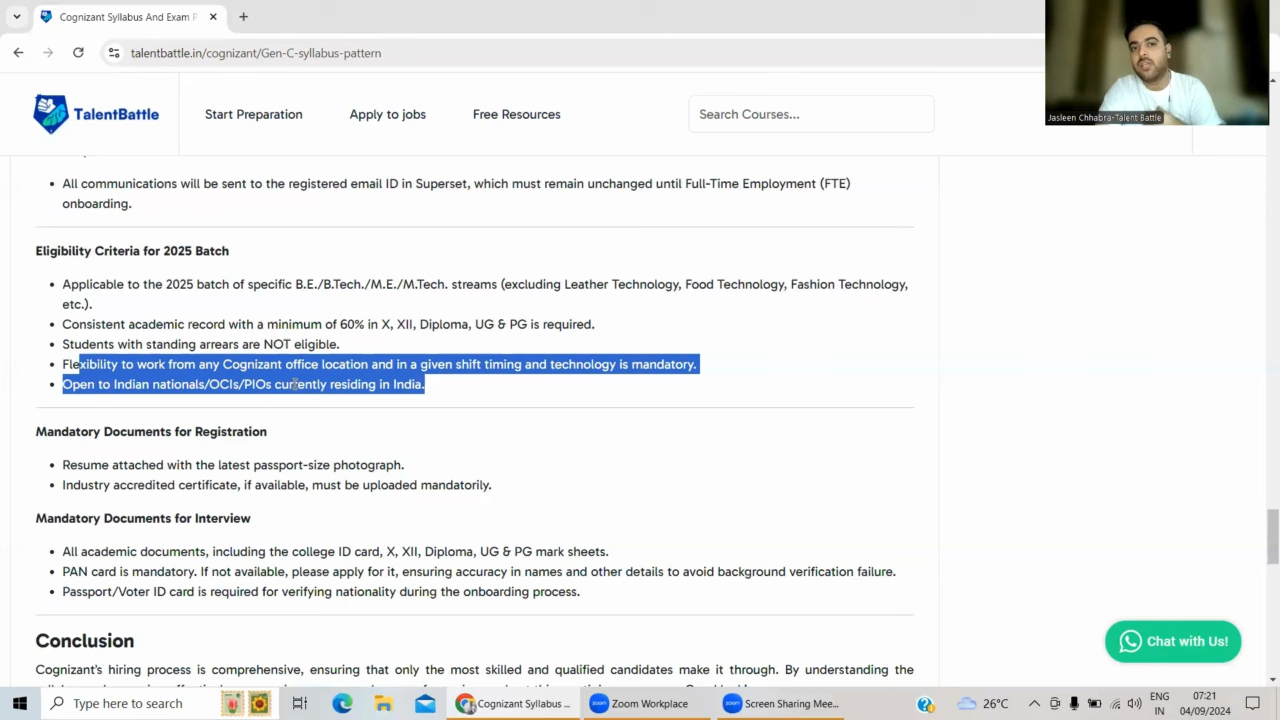 Cognizant Syllabus And Exam P
talentbattle.in/cognizant/Gen-C-syllabus-pattern
TalentBattle
Start Preparation
Apply to jobs
Free Resources
Search Courses...
Jasleen Chhabra-Talent Battle
• All communications will be sent to the registered email ID in Superset, which must remain unchanged until Full-Time Employment (FTE)
onboarding.
Eligibility Criteria for 2025 Batch
• Applicable to the 2025 batch of specific B.E./B.Tech./M.E./M.Tech. streams (excluding Leather Technology, Food Technology, Fashion Technology,
etc.).
• Consistent academic record with a minimum of 60% in X, XII, Diploma, UG & PG is required.
• Students with standing arrears are NOT eligible.
• Flexibility to work from any Cognizant office location and in a given shift timing and technology is mandatory.
• Open to Indian nationals/OCIs/PIOs currently residing in India.
Mandatory Documents for Registration
• Resume attached with the latest passport-size photograph.
• Industry accredited certificate, if available, must be uploaded mandatorily.
Mandatory Documents for Interview
• All academic documents, including the college ID card, X, XII, Diploma, UG & PG mark sheets.
• PAN card is mandatory. If not available, please apply for it, ensuring accuracy in names and other details to avoid background verification failure.
• Passport/Voter ID card is required for verifying nationality during the onboarding process.
Conclusion
Cognizant's hiring process is comprehensive, ensuring that only the most skilled and qualified candidates make it through. By understanding the
Chat with Us!
Type here to search
Cognizant Syllabus ...
Zoom Workplace
Screen Sharing Mee...
26°C
ENG
IN
07:21
04/09/2024